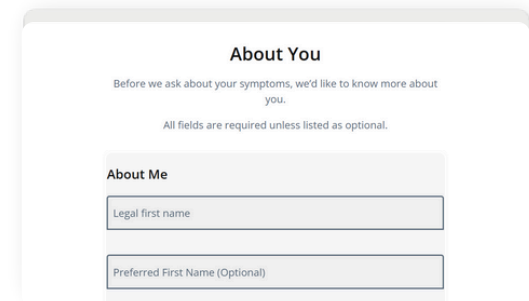 About You
Before we ask about your symptoms, we'd like to know more about
you.
All fields are required unless listed as optional.
About Me
Legal first name
Preferred First Name (Optional)